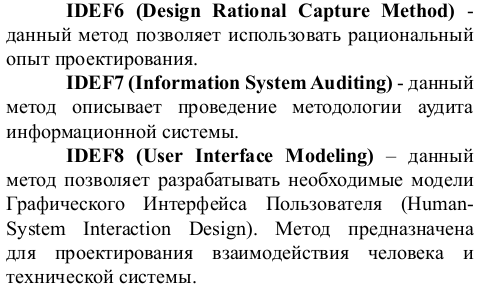 IDEF6 (Design Rational Capture Method) -
данный метод позволяет использовать рациональный
опыт проектирования.
IDEF7 (Information System Auditing) - данный
метод описывает проведение методологии аудита
информационной системы.
IDEF8 (User Interface Modeling) – данный
метод позволяет разрабатывать необходимые модели
Графического Интерфейса Пользователя (Human-
System Interaction Design). Метод предназначена
для проектирования взаимодействия человека и
технической системы.